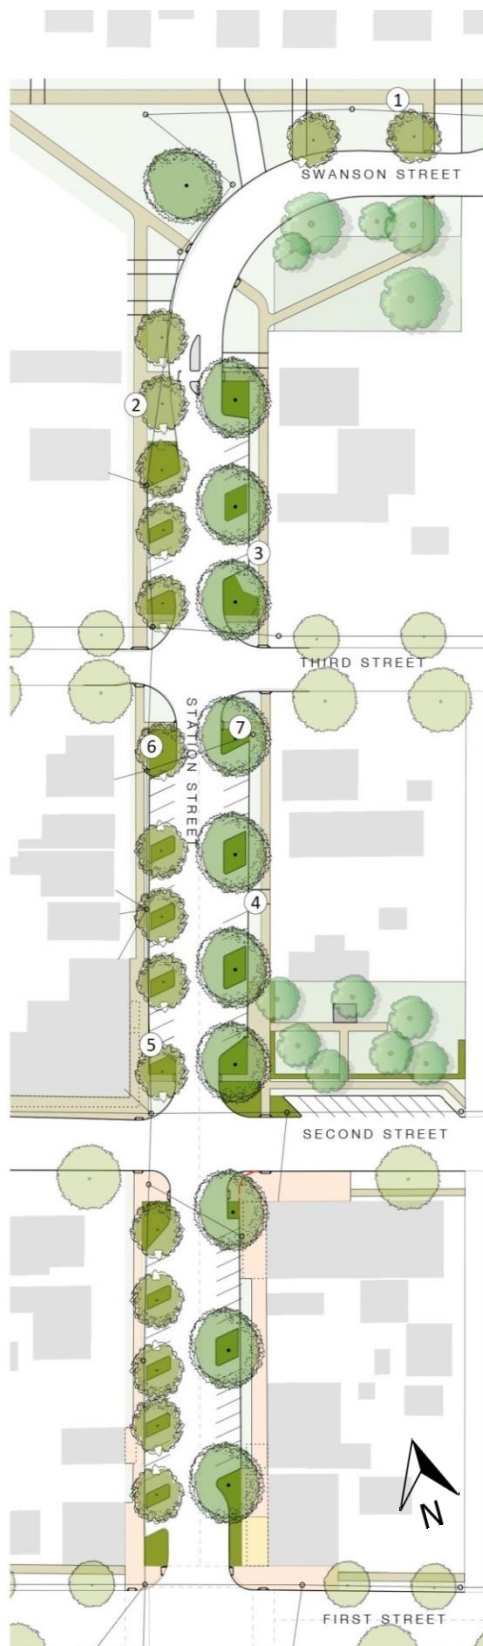 1
SWANSON STREET
2
3
THIRD STREET
STATION STREET
7
6
4
5
SECOND STREET
N
FIRST STREET